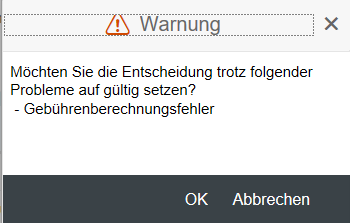 Warnung
Möchten Sie die Entscheidung trotz folgender
Probleme auf gültig setzen?
- Gebührenberechnungsfehler
OK Abbrechen